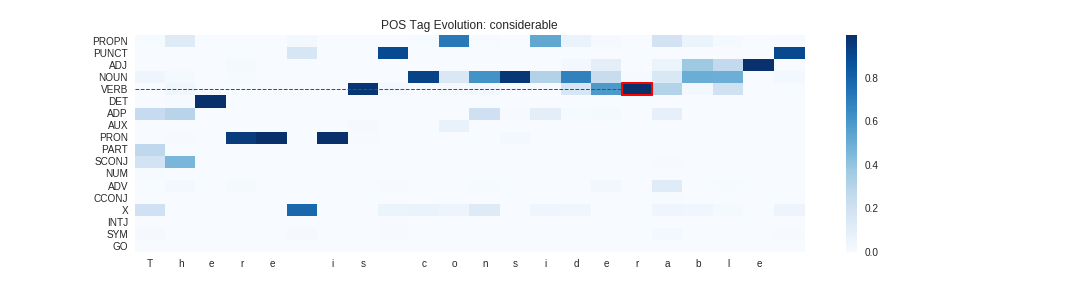 POS Tag Evolution: considerable
PROPN
PUNCT
ADJ
NOUN
VERB
DET
ADP
AUX
PRON
PART
SCONJ
NUM
ADV
CCONJ
X
INTJ
SYM
GO
T h e r e i s c o n s i d e r a b l e
0.8
0.6
0.4
0.2
0.0